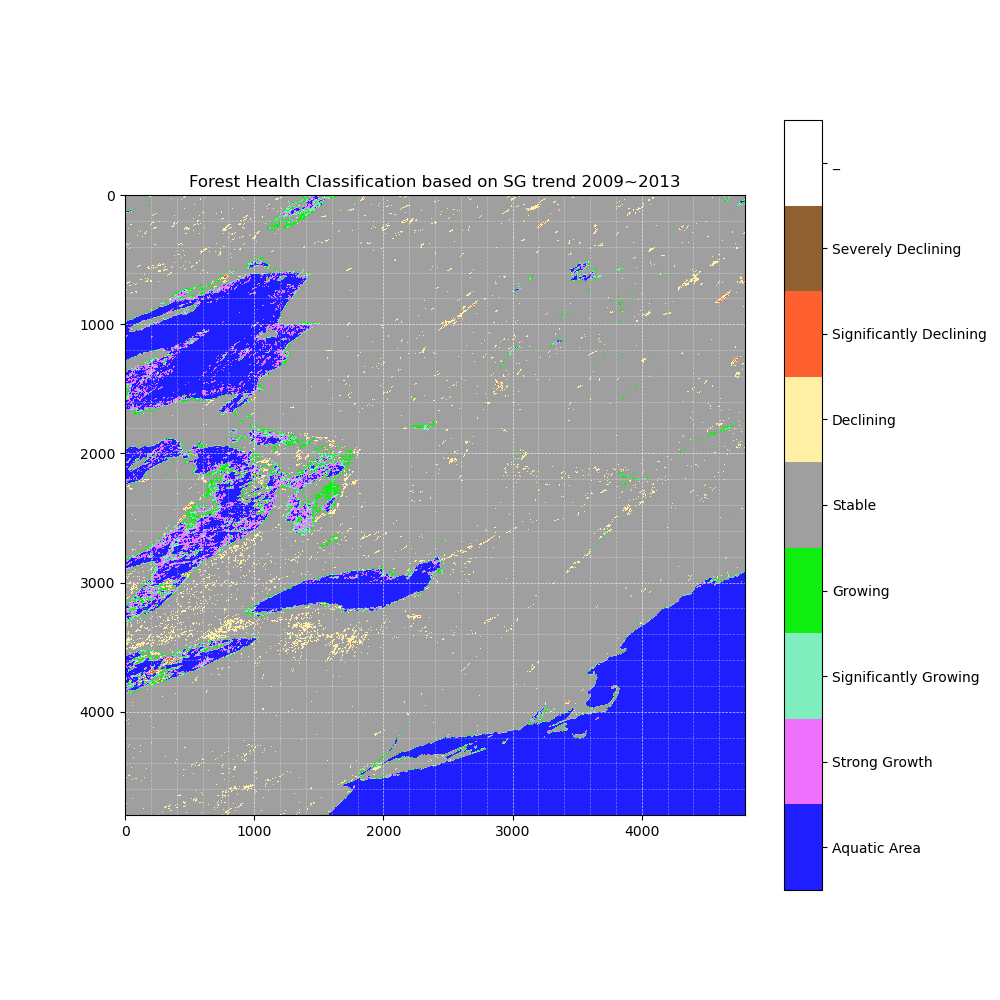 Forest Health Classification based on SG trend 2009~2013
0
1000
2000
3000
4000
0
1000
2000
3000
4000
–
Severely Declining
Significantly Declining
Declining
Stable
Growing
Significantly Growing
Strong Growth
Aquatic Area